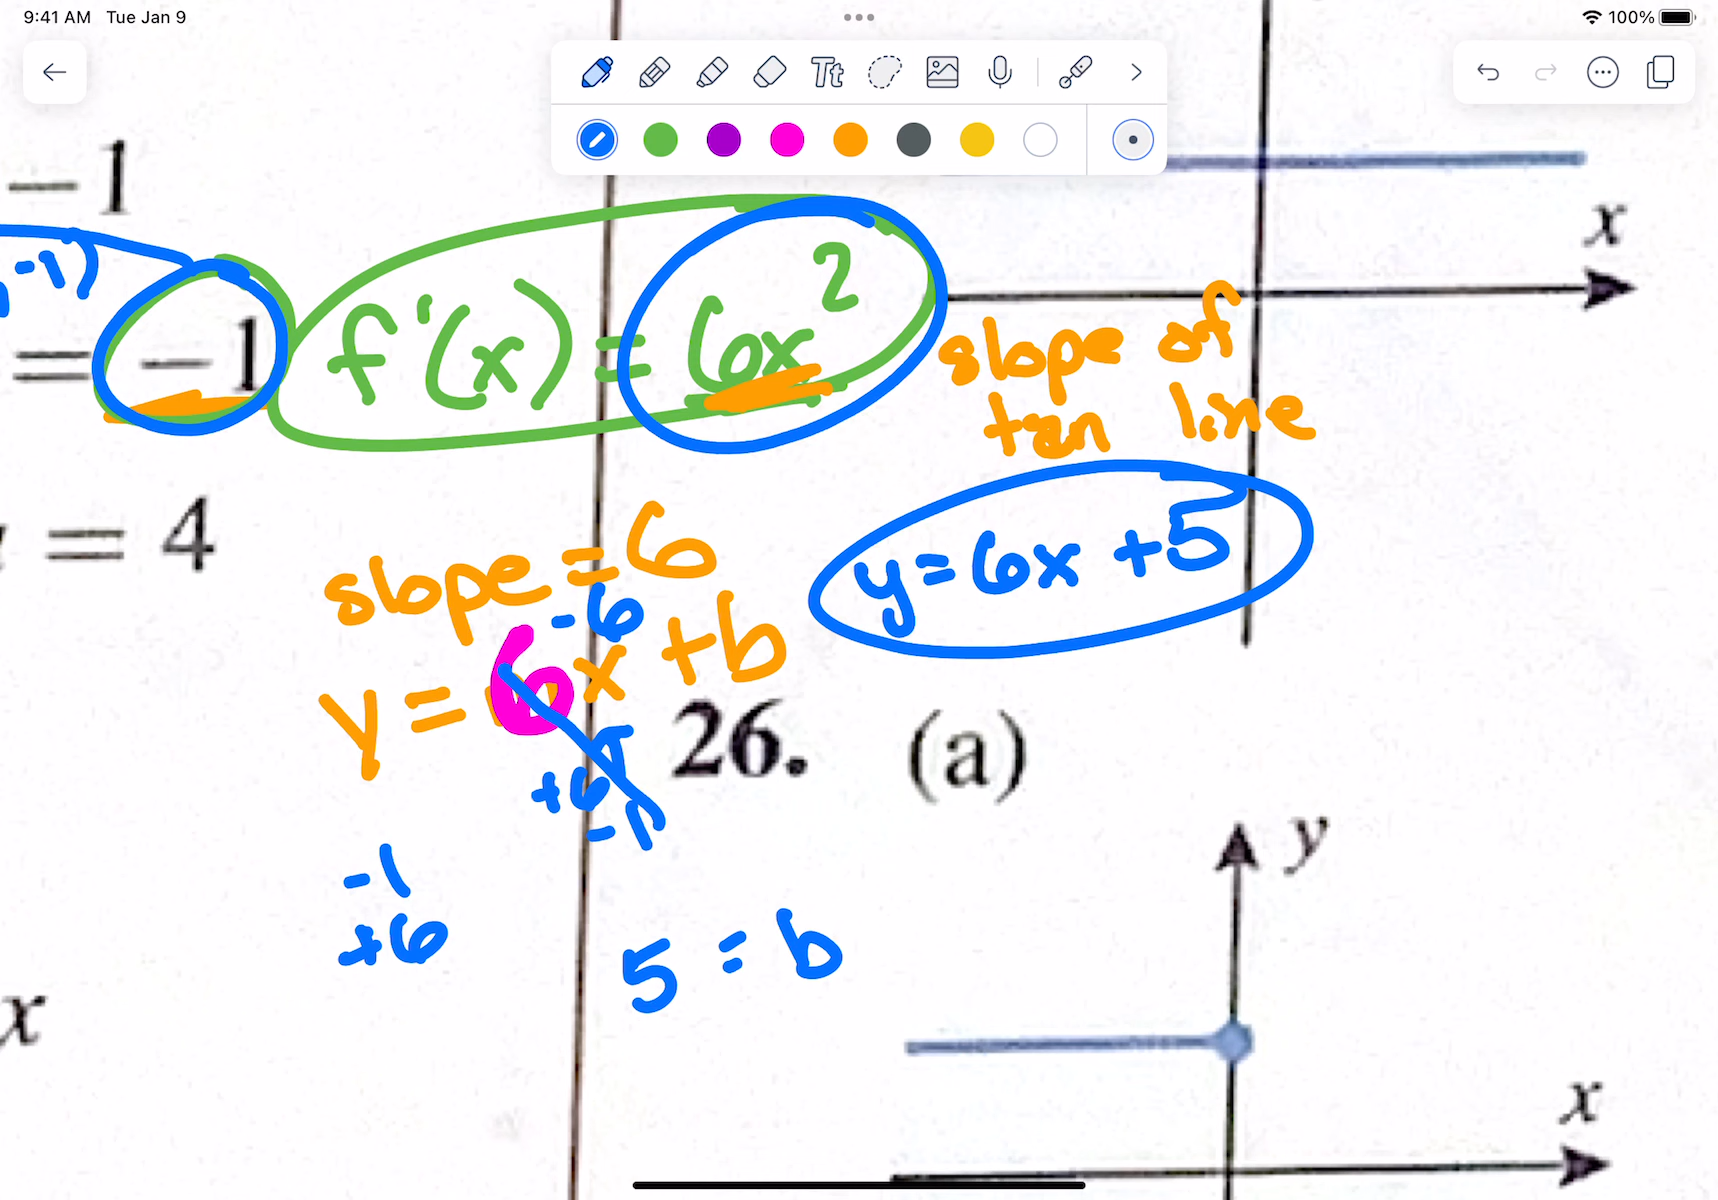 9:41 AM Tue Jan 9
100%
Tt
-1
x
-1)
= -1
f'(x) = 6x²
slope of
tan line
= 4
slope = 6
y = 6x + 5
-6
y = 6x + b
26. (a)
+6
-1
y
-1
+6
5 = b
x
x